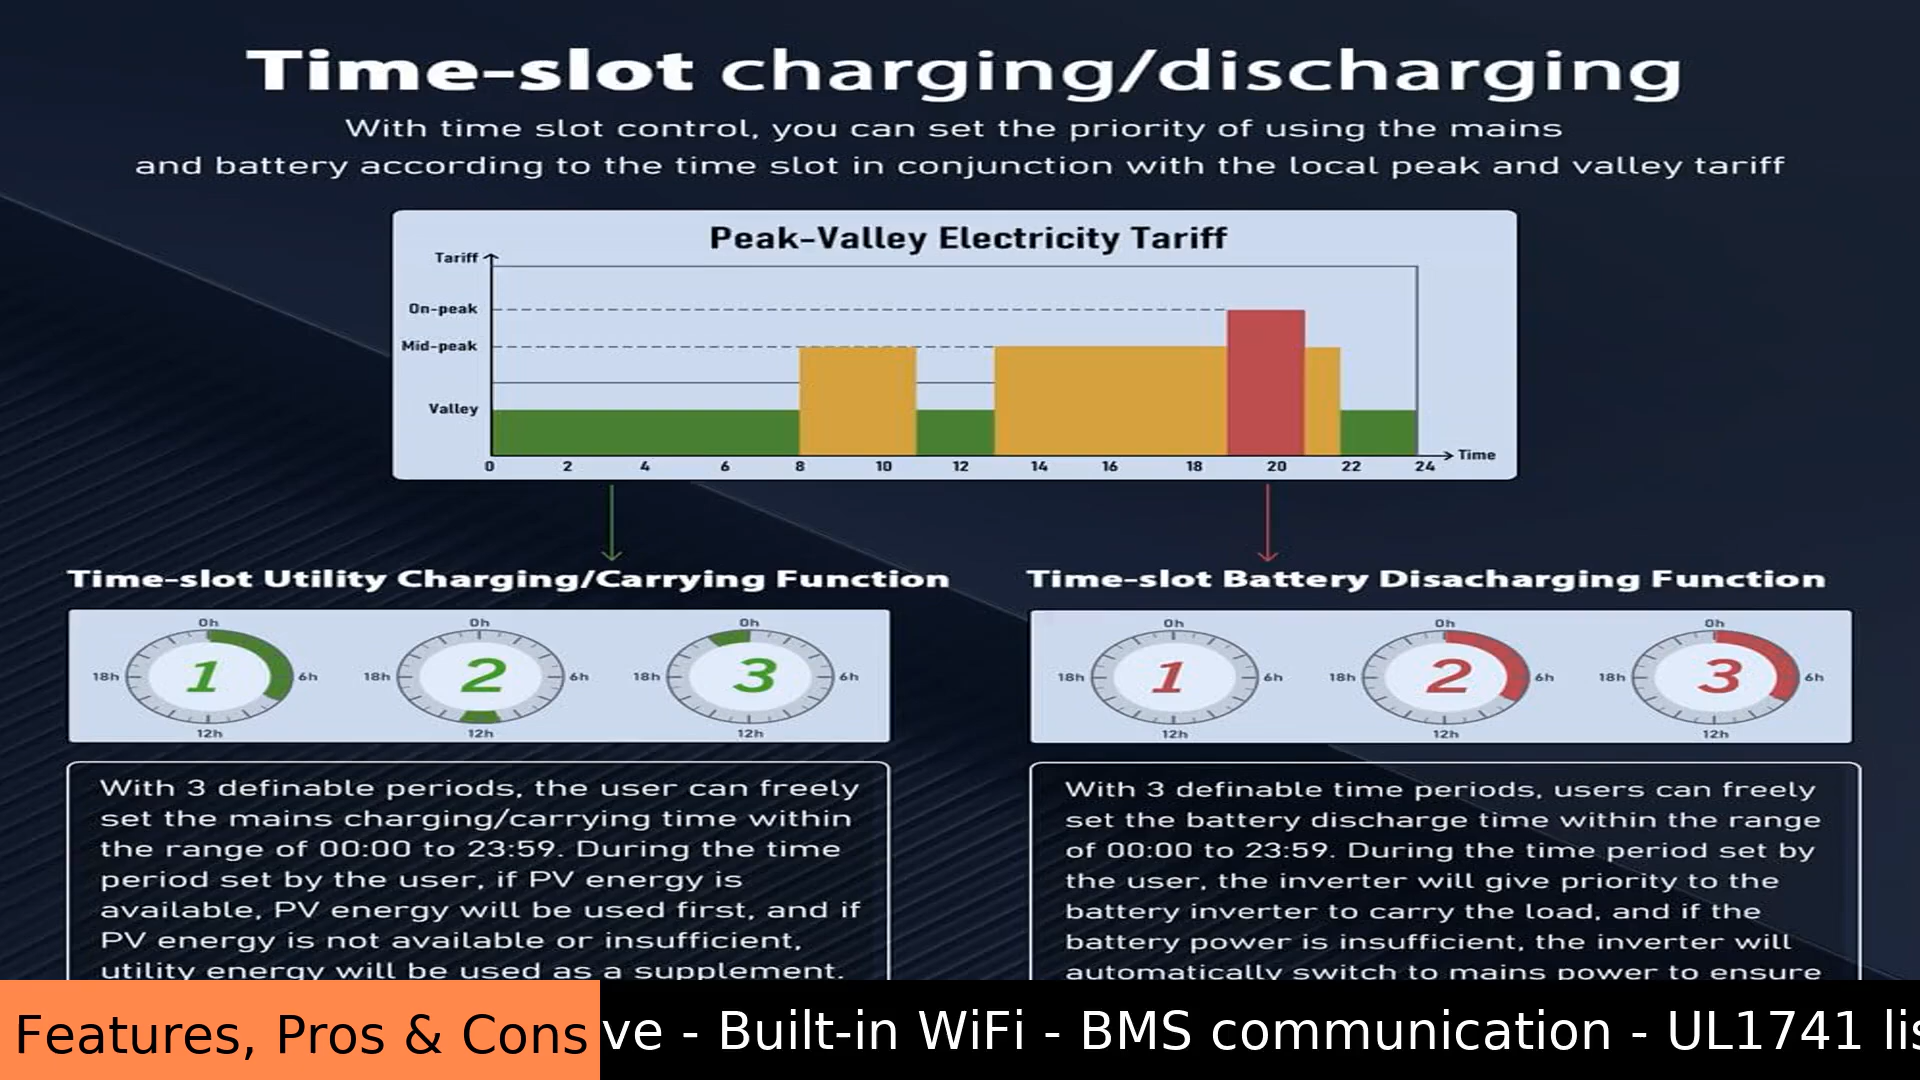 Time-slot charging/discharging
With time slot control, you can set the priority of using the mains
and battery according to the time slot in conjunction with the local peak and valley tariff
Peak-Valley Electricity Tariff
Tariff
On-peak
Mid-peak
Valley
0 2 4 6 8 10 12 14 16 18 20 22 24
Time
Time-slot Utility Charging/Carrying Function
0h 0h 0h
18h 1 6h 18h 2 6h 18h 3 6h
12h 12h 12h
With 3 definable periods, the user can freely
set the mains charging/carrying time within
the range of 00:00 to 23:59. During the time
period set by the user, if PV energy is
available, PV energy will be used first, and if
PV energy is not available or insufficient,
utility energy will be used as a supplement.
Time-slot Battery Disacharging Function
0h 0h 0h
18h 1 6h 18h 2 6h 18h 3 6h
12h 12h 12h
With 3 definable time periods, users can freely
set the battery discharge time within the range
of 00:00 to 23:59. During the time period set by
the user, the inverter will give priority to the
battery inverter to carry the load, and if the
battery power is insufficient, the inverter will
automatically switch to mains power to ensure
Features, Pros & Cons
ve - Built-in WiFi - BMS communication - UL1741 lis